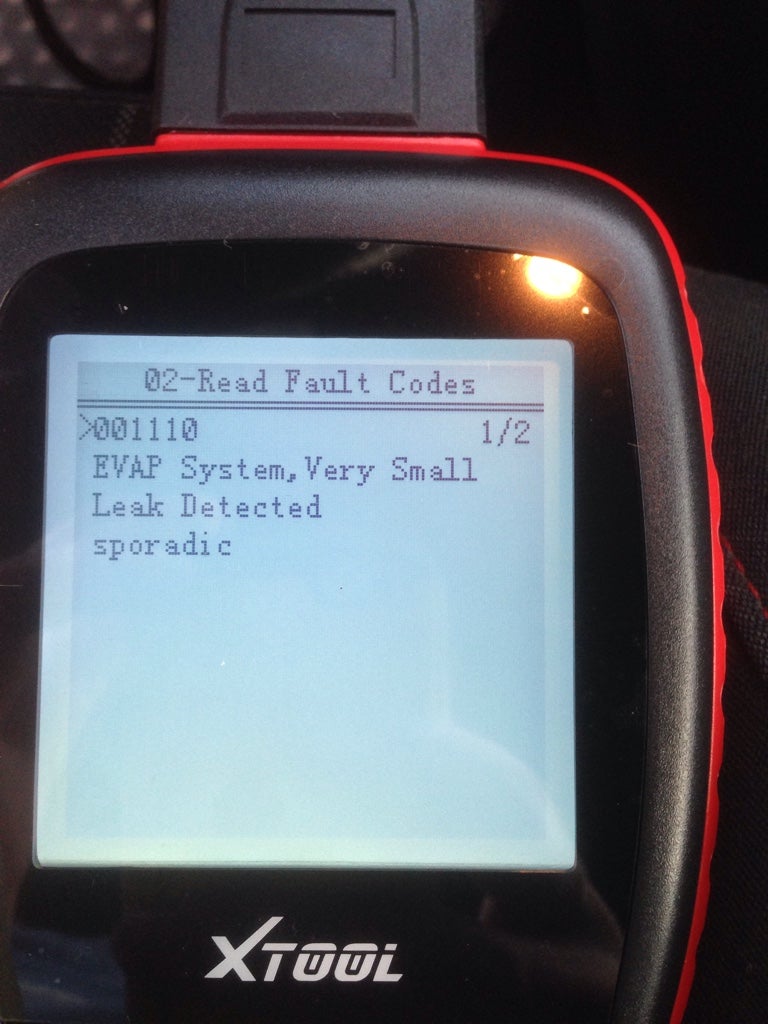 02-Read Fault Codes
>001110 1/2
EVAP System,Very Small
Leak Detected
sporadic
XTOOL